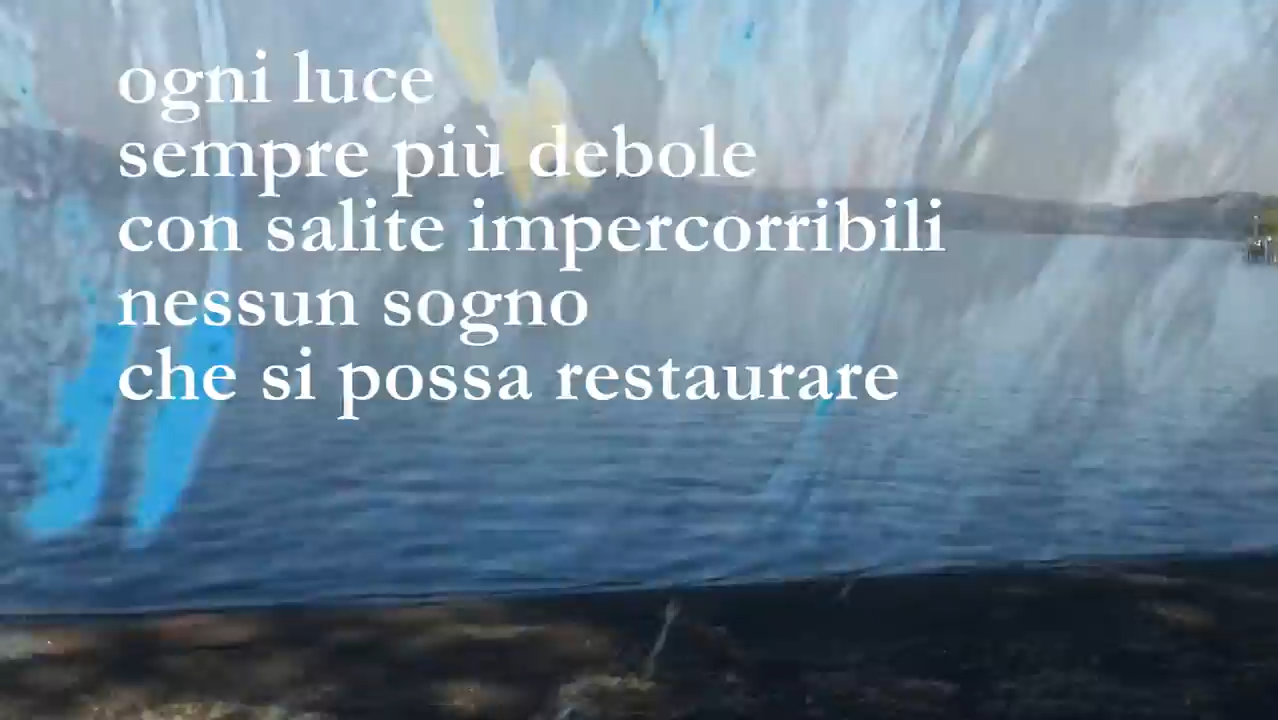 ogni luce
sempre più debole
con salite impercorribili
nessun sogno
che si possa restaurare